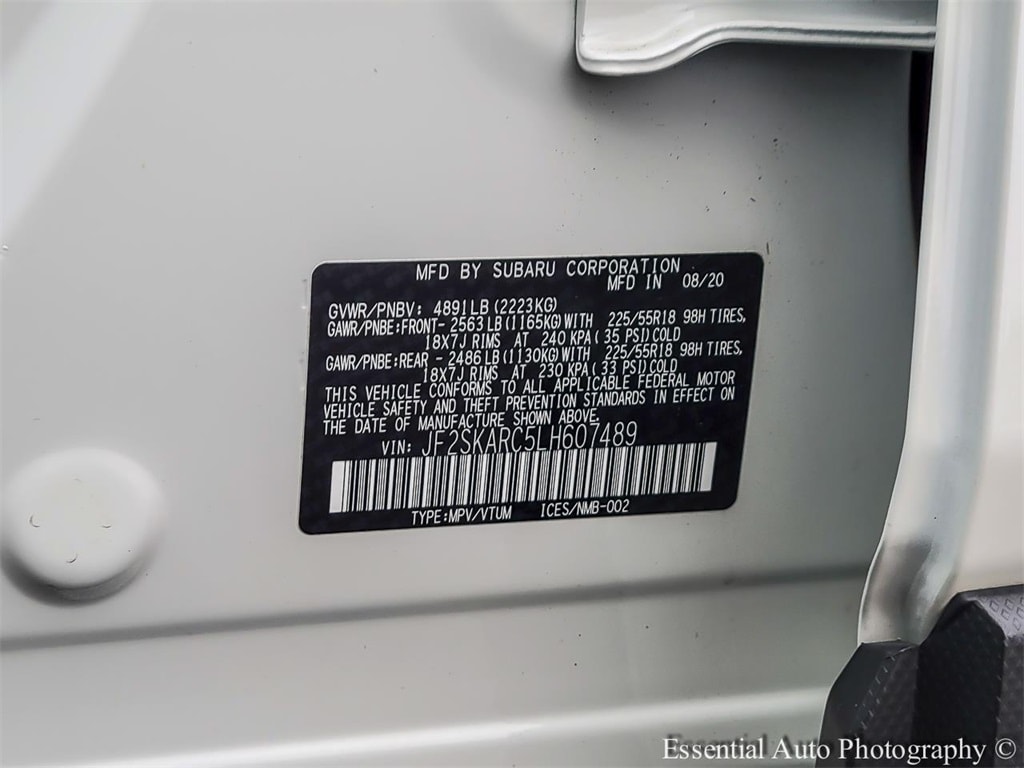 MFD BY SUBARU CORPORATION
MFD IN 08/20
GVWR/PNBV: 4891LB (2223KG)
GAWR/PNBE:FRONT- 2563LB(1165KG)WITH 225/55R18 98H TIRES,
18X7J RIMS AT 240 KPA( 35 PSI)COLD
GAWR/PNBE:REAR - 2486LB(1130KG)WITH 225/55R18 98H TIRES,
18X7J RIMS AT 230 KPA( 33 PSI)COLD
THIS VEHICLE CONFORMS TO ALL APPLICABLE FEDERAL MOTOR
VEHICLE SAFETY AND THEFT PREVENTION STANDARDS IN EFFECT ON
THE DATE OF MANUFACTURE SHOWN ABOVE.
VIN: JF2SKARC5LH607489
TYPE:MPV/VTUM ICES/NMB-002
Essential Auto Photography ©